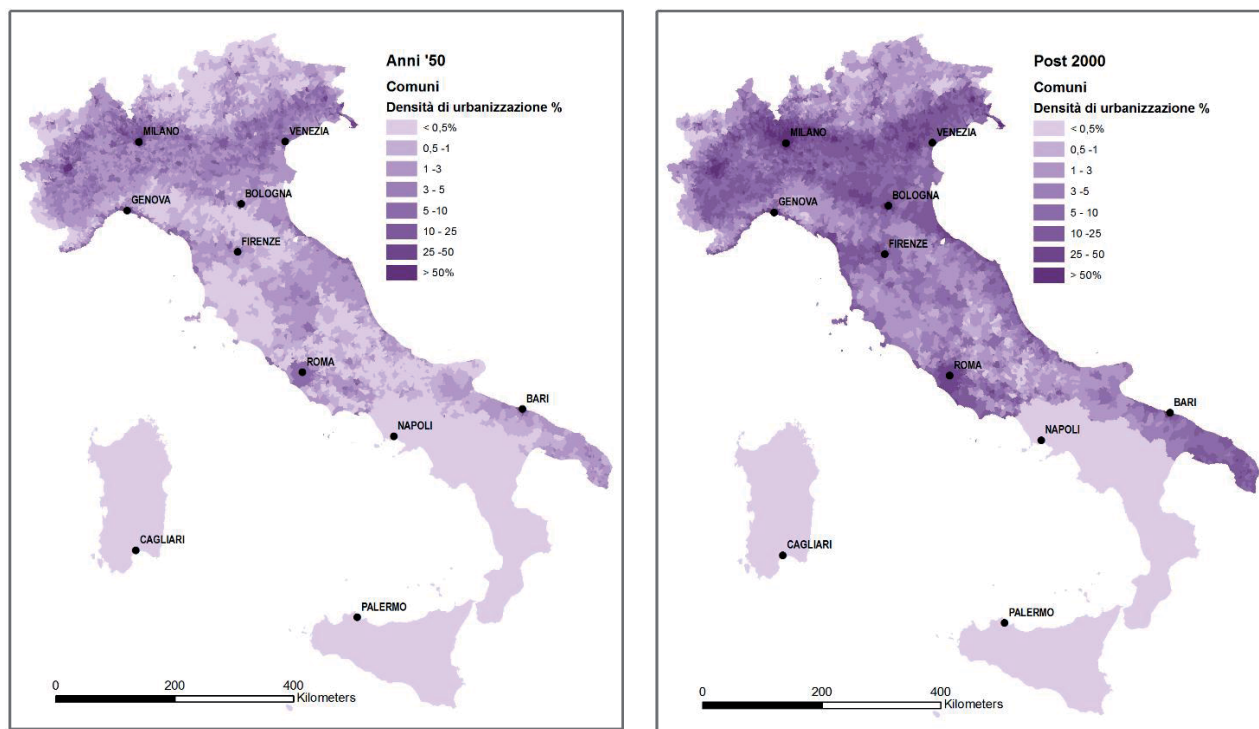 Anni '50
Comuni
Densità di urbanizzazione %
< 0,5%
0,5 -1
1 -3
3 - 5
5 -10
10 - 25
25 -50
> 50%
MILANO
VENEZIA
GENOVA
BOLOGNA
FIRENZE
ROMA
BARI
NAPOLI
CAGLIARI
PALERMO
0 200 400
Kilometers
Post 2000
Comuni
Densità di urbanizzazione %
< 0,5%
0,5 -1
1 - 3
3 -5
5 - 10
10 -25
25 - 50
> 50%
MILANO
VENEZIA
GENOVA
BOLOGNA
FIRENZE
ROMA
BARI
NAPOLI
CAGLIARI
PALERMO
0 200 400
Kilometers